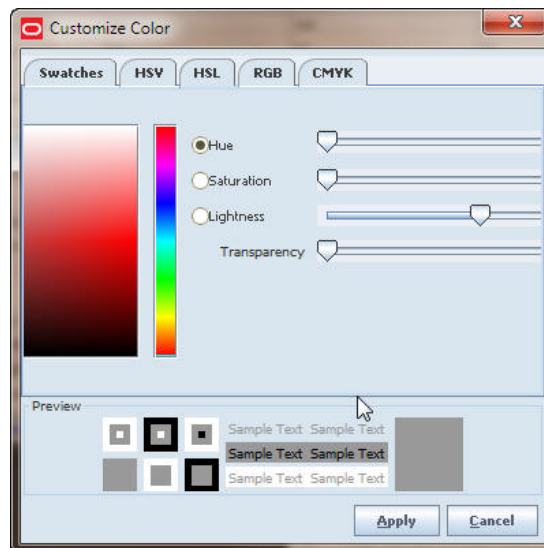 Customize Color
Swatches HSV HSL RGB CMYK
Hue
Saturation
Lightness
Transparency
Preview
Sample Text Sample Text
Sample Text Sample Text
Sample Text Sample Text
Apply Cancel